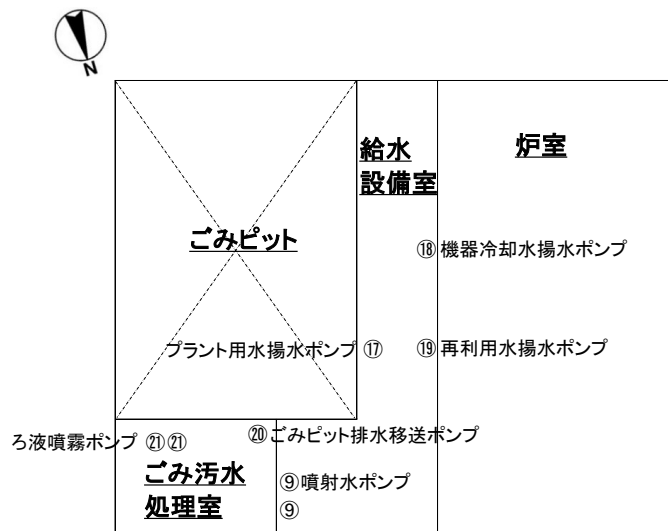 N
給水
設備室
炉室
ごみピット
⑱機器冷却水揚水ポンプ
プラント用水揚水ポンプ ⑰
⑲再利用水揚水ポンプ
ろ液噴霧ポンプ ㉑㉑
⑳ごみピット排水移送ポンプ
ごみ汚水
処理室
⑨噴射水ポンプ
⑨